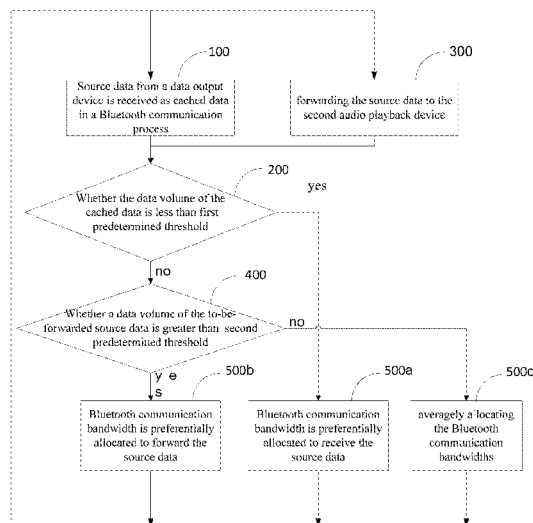 100
Source data from a data output
device is received as cached data
in a Bluetooth communication
process
300
forwarding the source date to the
second audio playback device
200
Whether the data volume of the
cached data is less than first
predetermined threshold
yes
no
400
Whether a data volume of the to-be-
forwarded source data is greater than second
predetermined threshold
no
y e
s
500b
Bluetooth communication
bandwidth is preferentially
allocated to forward the
source data
500a
Bluetooth communication
bandwidth is preferentially
allocated to receive the
source data
500c
averagely allocating
the Bluetooth
communication
bandwidths